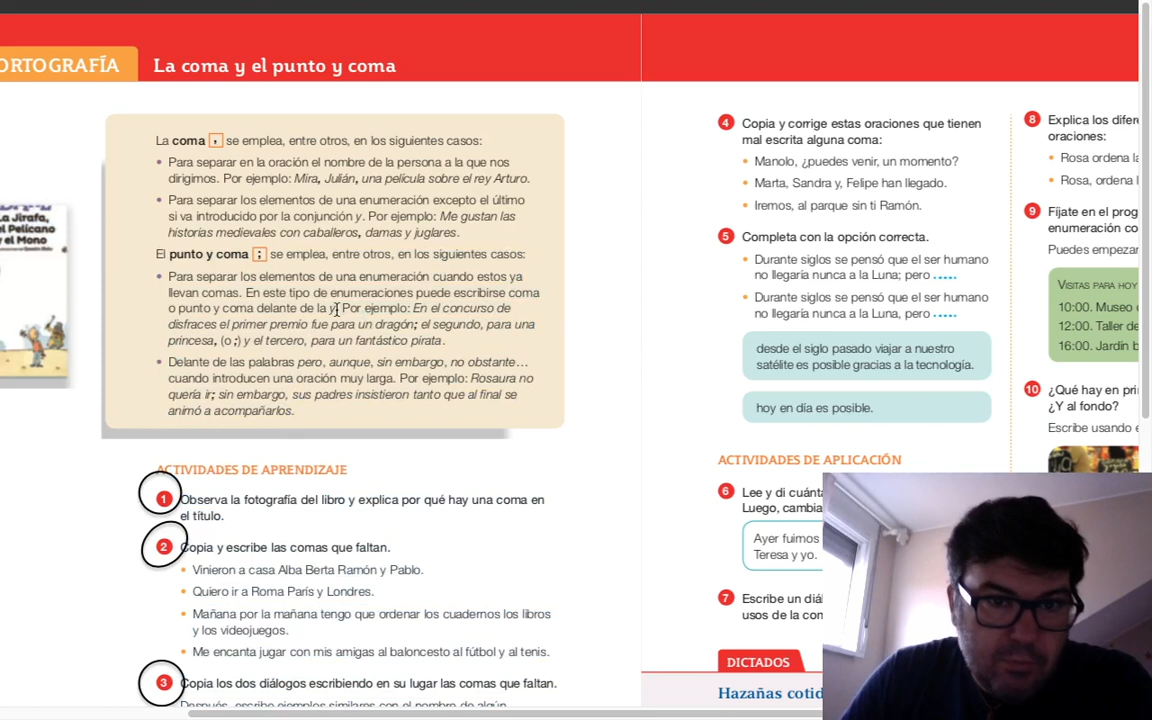 ORTOGRAFÍA
La coma y el punto y coma
La Jirafa,
el Pelícano
y el Mono
La coma , se emplea, entre otros, en los siguientes casos:
• Para separar en la oración el nombre de la persona a la que nos
dirigimos. Por ejemplo: Mira, Julián, una película sobre el rey Arturo.
• Para separar los elementos de una enumeración excepto el último
si va introducido por la conjunción y. Por ejemplo: Me gustan las
historias medievales con caballeros, damas y juglares.
El punto y coma ; se emplea, entre otros, en los siguientes casos:
• Para separar los elementos de una enumeración cuando estos ya
llevan comas. En este tipo de enumeraciones puede escribirse coma
o punto y coma delante de la y. Por ejemplo: En el concurso de
disfraces el primer premio fue para un dragón; el segundo, para una
princesa, (o ;) y el tercero, para un fantástico pirata.
• Delante de las palabras pero, aunque, sin embargo, no obstante…
cuando introducen una oración muy larga. Por ejemplo: Rosaura no
quería ir; sin embargo, sus padres insistieron tanto que al final se
animó a acompañarlos.
ACTIVIDADES DE APRENDIZAJE
1 Observa la fotografía del libro y explica por qué hay una coma en
el título.
2 Copia y escribe las comas que faltan.
• Vinieron a casa Alba Berta Ramón y Pablo.
• Quiero ir a Roma París y Londres.
• Mañana por la mañana tengo que ordenar los cuadernos los libros
y los videojuegos.
• Me encanta jugar con mis amigas al baloncesto al fútbol y al tenis.
3 Copia los dos diálogos escribiendo en su lugar las comas que faltan.
Después, escribe ejemplos similares con el nombre de algún
4 Copia y corrige estas oraciones que tienen
mal escrita alguna coma:
• Manolo, ¿puedes venir, un momento?
• Marta, Sandra y, Felipe han llegado.
• Iremos, al parque sin ti Ramón.
5 Completa con la opción correcta.
• Durante siglos se pensó que el ser humano
no llegaría nunca a la Luna; pero .....
• Durante siglos se pensó que el ser humano
no llegaría nunca a la Luna, pero .....
desde el siglo pasado viajar a nuestro
satélite es posible gracias a la tecnología.
hoy en día es posible.
ACTIVIDADES DE APLICACIÓN
6 Lee y di cuánta
Luego, cambia
Ayer fuimos
Teresa y yo.
7 Escribe un diál
usos de la con
DICTADOS
Hazañas cotid
8 Explica los difer
oraciones:
• Rosa ordena la
• Rosa, ordena l
9 Fíjate en el prog
enumeración co
Puedes empezar
VISITAS PARA HOY
10:00. Museo
12:00. Taller de
16:00. Jardín b
10 ¿Qué hay en pri
¿Y al fondo?
Escribe usando e